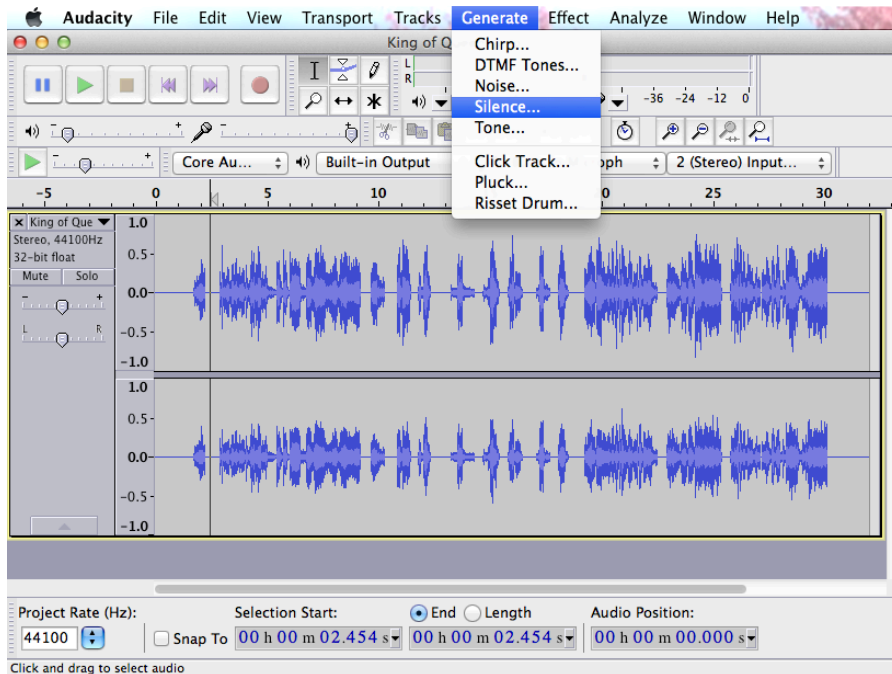 Audacity File Edit View Transport Tracks Generate Effect Analyze Window Help
King of Q
Chirp...
DTMF Tones...
Noise...
Silence...
Tone...
Click Track...
Pluck...
Risset Drum...
L
R
-36 -24 -12 0
Core Au... Built-in Output oph 2 (Stereo) Input...
-5 0 5 10 0 25 30
King of Que 1.0
Stereo, 44100Hz
32-bit float
Mute Solo
0.5
- + 0.0
L R -0.5
-1.0
1.0
0.5
0.0
-0.5
-1.0
Project Rate (Hz): Selection Start: End Length Audio Position:
44100 Snap To 00 h 00 m 02.454 s 00 h 00 m 02.454 s 00 h 00 m 00.000 s
Click and drag to select audio